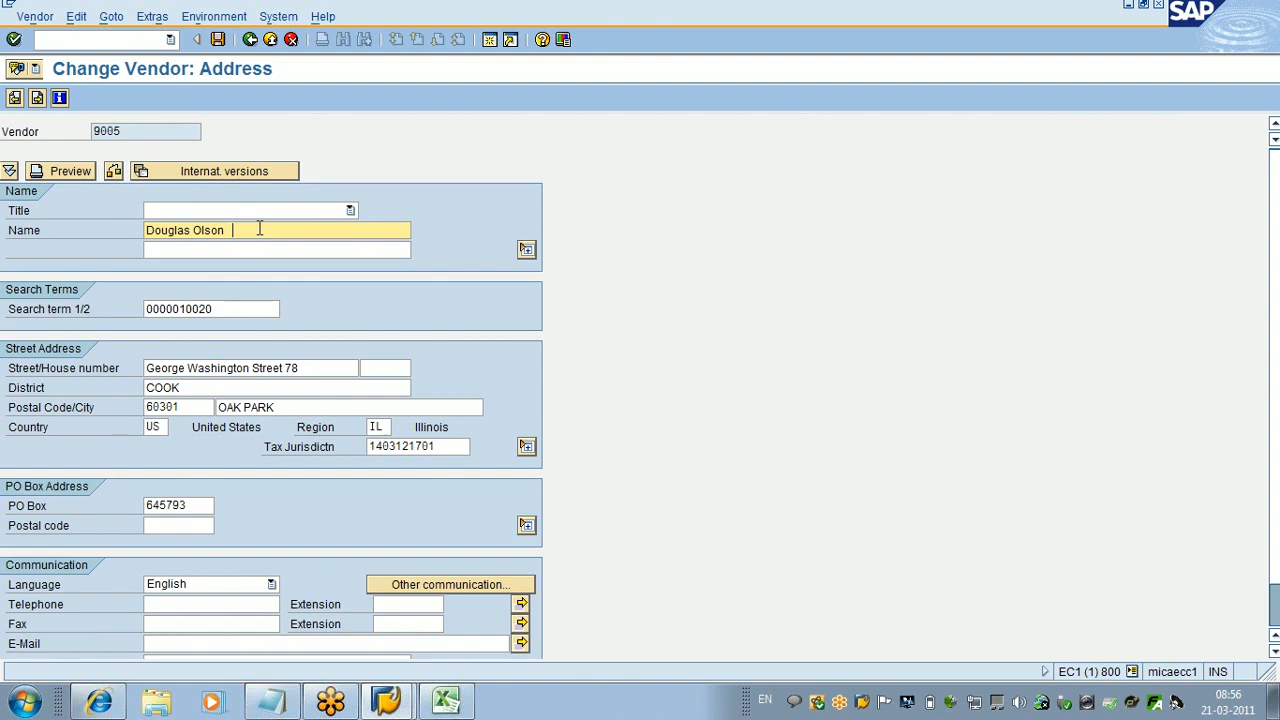 Vendor Edit Goto Extras Environment System Help
SAP
Change Vendor: Address
Vendor 9005
Preview Internat. versions
Name
Title
Name Douglas Olson
Search Terms
Search term 1/2 0000010020
Street Address
Street/House number George Washington Street 78
District COOK
Postal Code/City 60301 OAK PARK
Country US United States Region IL Illinois
Tax Jurisdictn 1403121701
PO Box Address
PO Box 645793
Postal code
Communication
Language English Other communication...
Telephone Extension
Fax Extension
E-Mail
EC1 (1) 800 micaecc1 INS
EN 08:56
21-03-2011